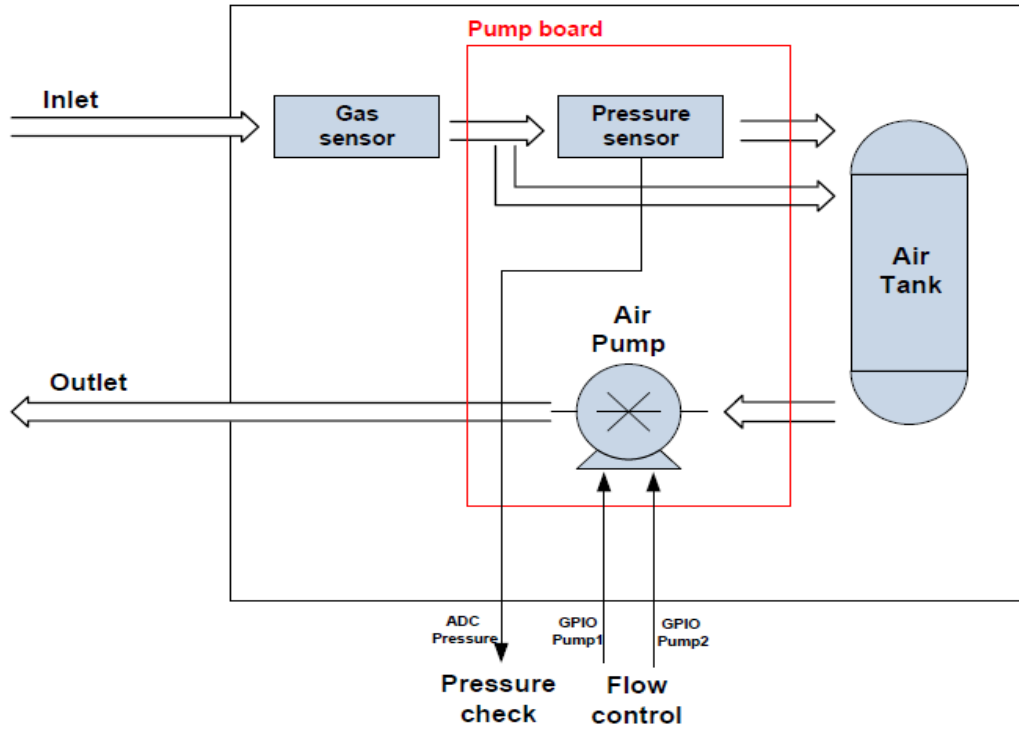 Pump board
Inlet
Gas
sensor
Pressure
sensor
Air
Tank
Air
Pump
Outlet
ADC
Pressure
GPIO
Pump1
GPIO
Pump2
Pressure
check
Flow
control